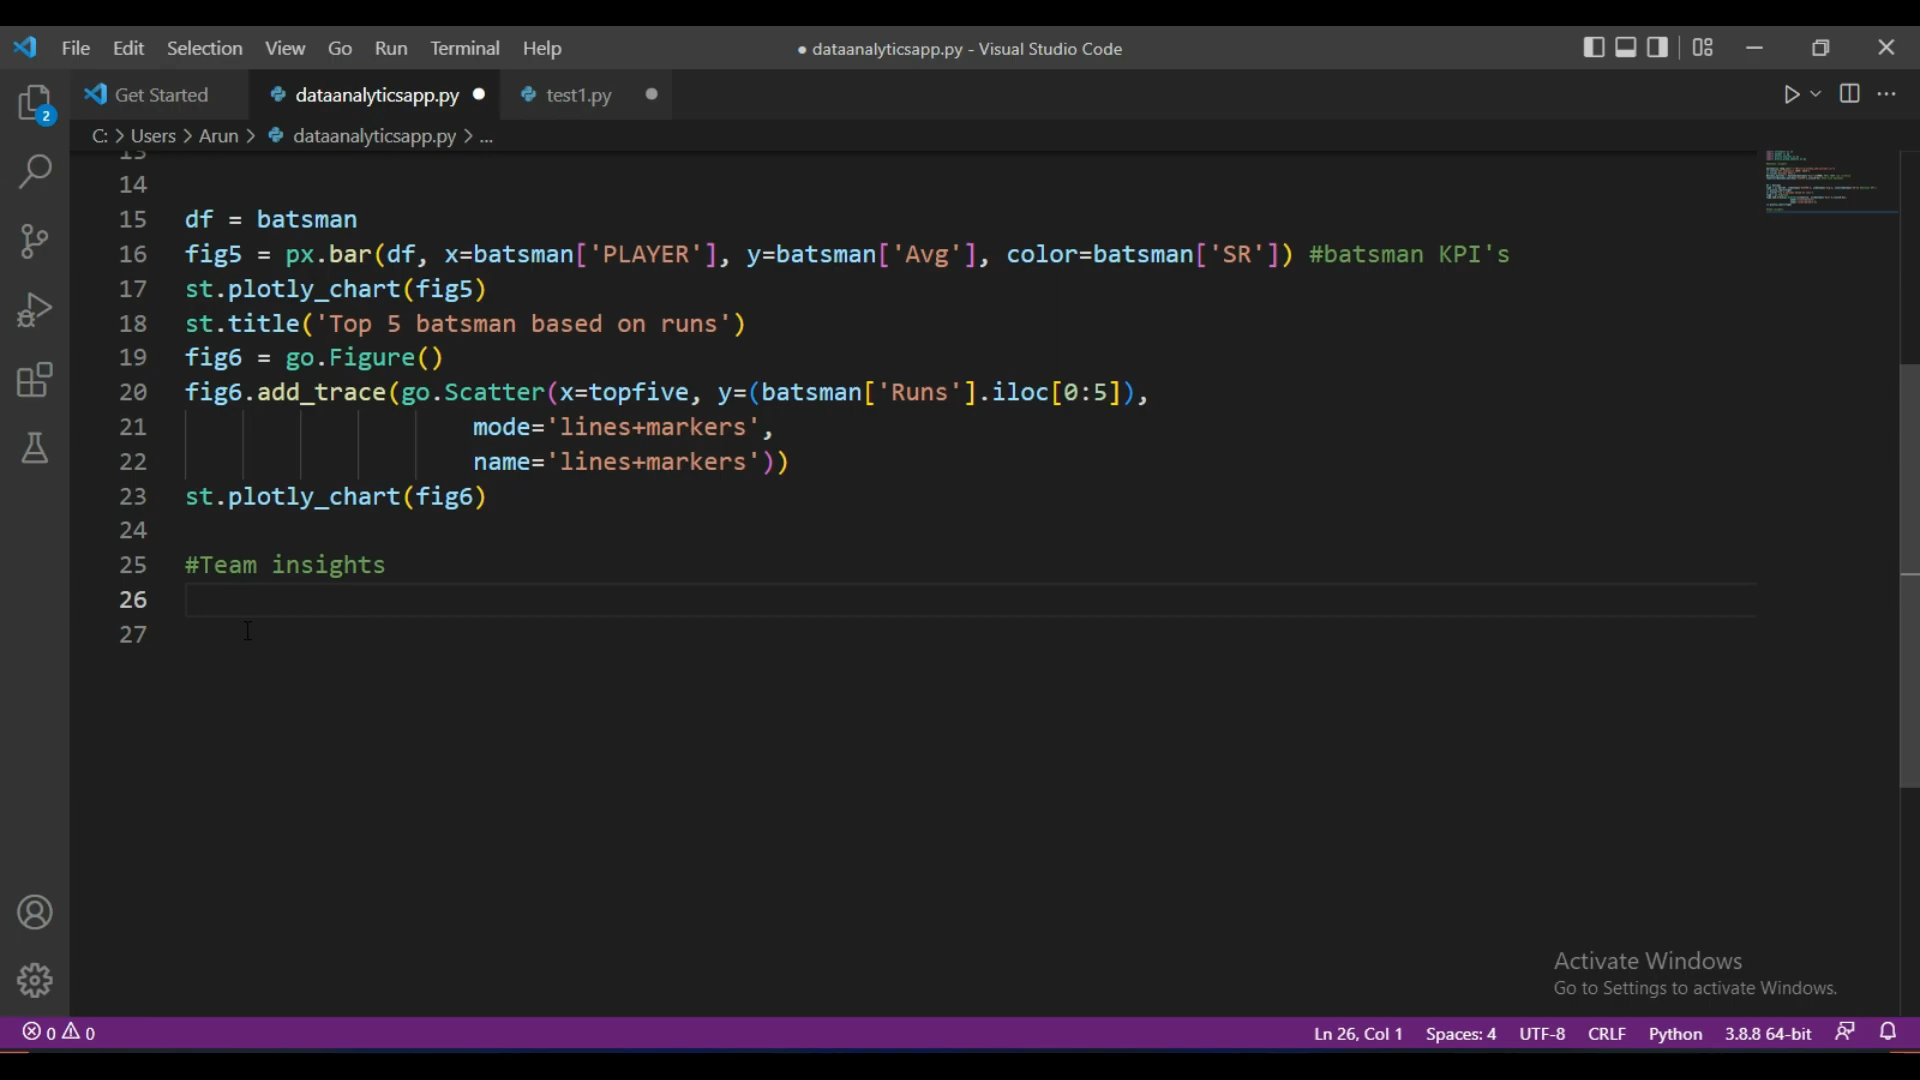 File Edit Selection View Go Run Terminal Help
● dataanalyticsapp.py - Visual Studio Code
2
Get Started
dataanalyticsapp.py
test1.py
C: > Users > Arun > dataanalyticsapp.py > ...
13
14
15 df = batsman
16 fig5 = px.bar(df, x=batsman['PLAYER'], y=batsman['Avg'], color=batsman['SR']) #batsman KPI's
17 st.plotly_chart(fig5)
18 st.title('Top 5 batsman based on runs')
19 fig6 = go.Figure()
20 fig6.add_trace(go.Scatter(x=topfive, y=(batsman['Runs'].iloc[0:5]),
21 mode='lines+markers',
22 name='lines+markers'))
23 st.plotly_chart(fig6)
24
25 #Team insights
26
27
Activate Windows
Go to Settings to activate Windows.
0 0
Ln 26, Col 1 Spaces: 4 UTF-8 CRLF Python 3.8.8 64-bit